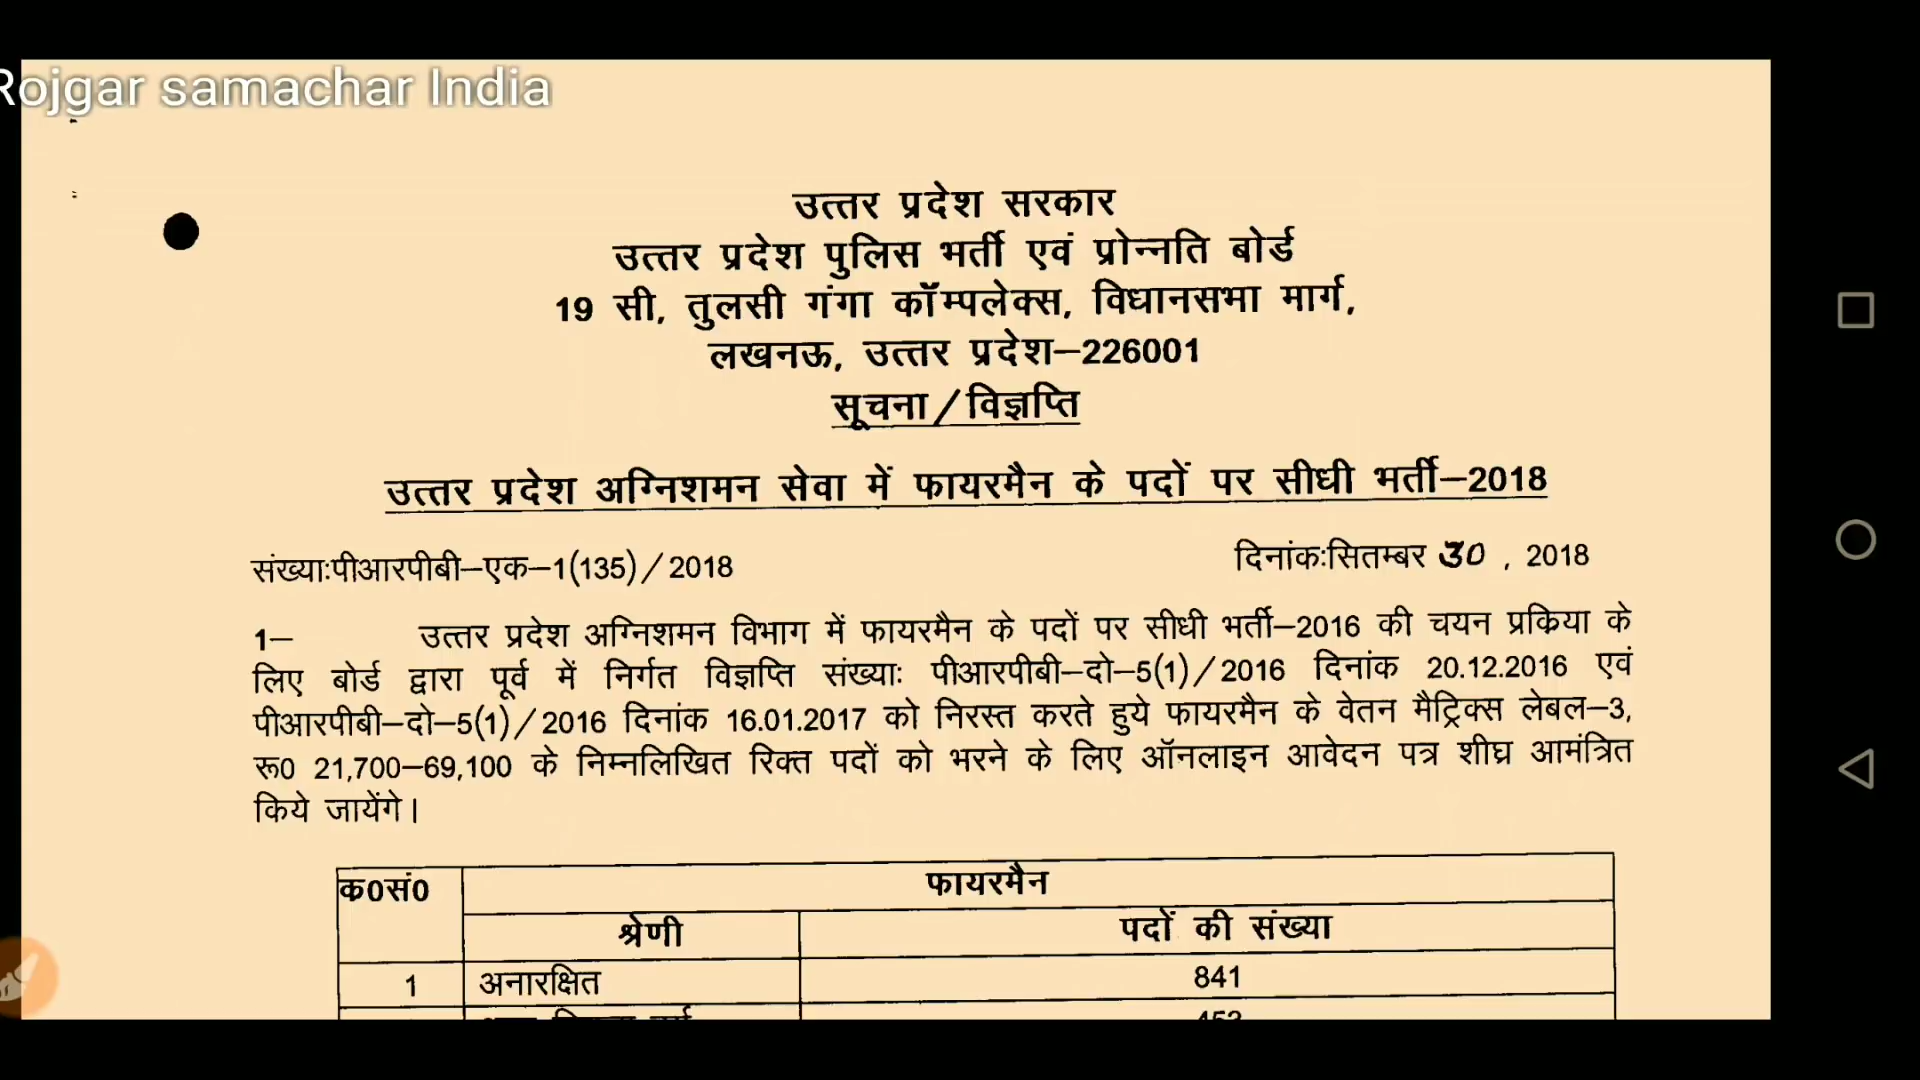 Rojgar samachar India
उत्तर प्रदेश सरकार
उत्तर प्रदेश पुलिस भर्ती एवं प्रोन्नति बोर्ड
19 सी, तुलसी गंगा कॉम्पलेक्स, विधानसभा मार्ग,
लखनऊ, उत्तर प्रदेश–226001
सूचना/विज्ञप्ति
उत्तर प्रदेश अग्निशमन सेवा में फायरमैन के पदों पर सीधी भर्ती–2018
संख्याःपीआरपीबी–एक–1(135)/2018 दिनांकःसितम्बर 30 , 2018
1– उत्तर प्रदेश अग्निशमन विभाग में फायरमैन के पदों पर सीधी भर्ती–2016 की चयन प्रक्रिया के
लिए बोर्ड द्वारा पूर्व में निर्गत विज्ञप्ति संख्याः पीआरपीबी–दो–5(1)/2016 दिनांक 20.12.2016 एवं
पीआरपीबी–दो–5(1)/2016 दिनांक 16.01.2017 को निरस्त करते हुये फायरमैन के वेतन मैट्रिक्स लेबल–3,
रू0 21,700–69,100 के निम्नलिखित रिक्त पदों को भरने के लिए ऑनलाइन आवेदन पत्र शीघ्र आमंत्रित
किये जायेंगे।
क0सं0 फायरमैन
श्रेणी पदों की संख्या
1 अनारक्षित 841